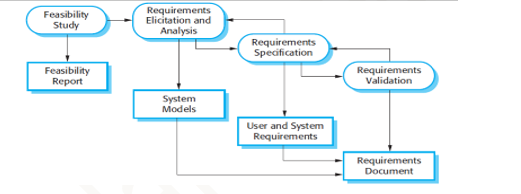 Feasibility
Study
Requirements
Elicitation and
Analysis
Requirements
Specification
Feasibility
Report
Requirements
Validation
System
Models
User and System
Requirements
Requirements
Document